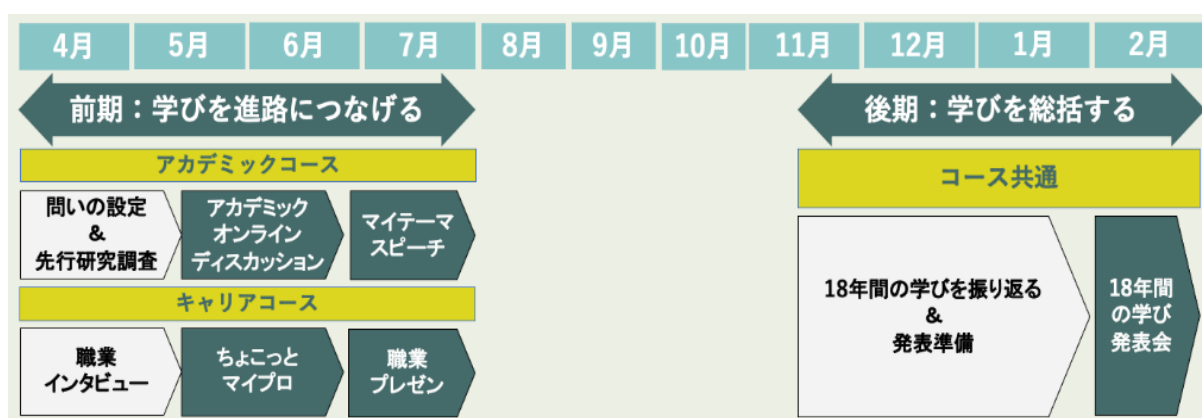 4月 5月 6月 7月 8月 9月 10月 11月 12月 1月 2月
前期：学びを進路につなげる
後期：学びを総括する
アカデミックコース
コース共通
問いの設定
&
先行研究調査
アカデミック
オンライン
ディスカッション
マイテーマ
スピーチ
キャリアコース
職業
インタビュー
ちょこっと
マイプロ
職業
プレゼン
18年間の学びを振り返る
&
発表準備
18年間
の学び
発表会